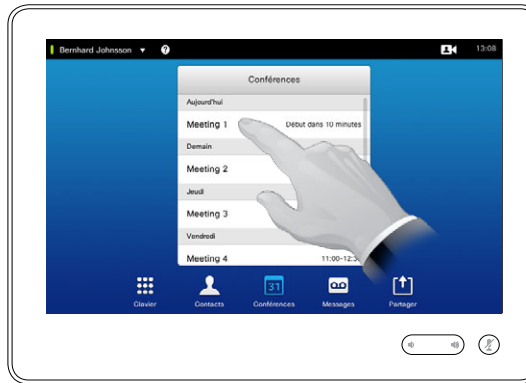 Bernhard Johnsson ? 13:08
Conférences
Aujourd'hui
Meeting 1 Début dans 10 minutes
Demain
Meeting 2
Jeudi
Meeting 3
Vendredi
Meeting 4 11:00-12:3
31
Clavier Contacts Conférences Messages Partager